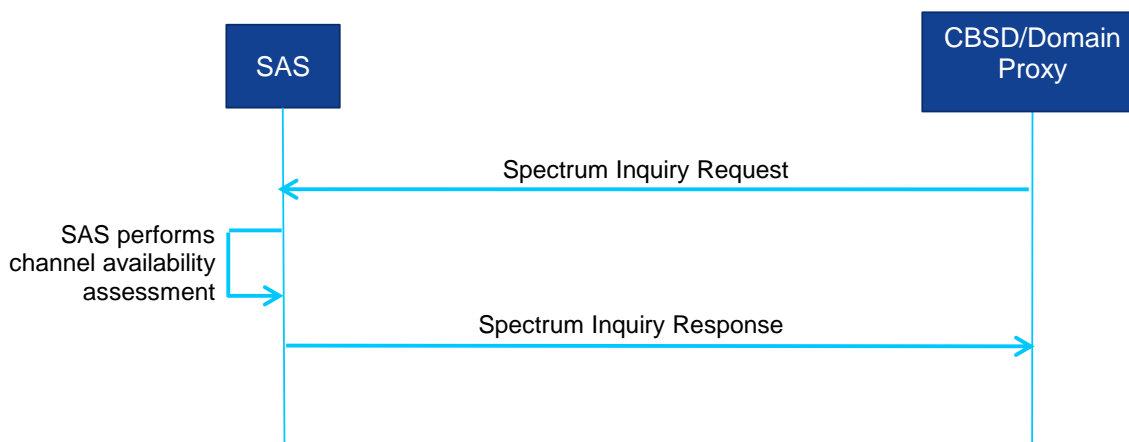 SAS
CBSD/Domain
Proxy
Spectrum Inquiry Request
SAS performs
channel availability
assessment
Spectrum Inquiry Response